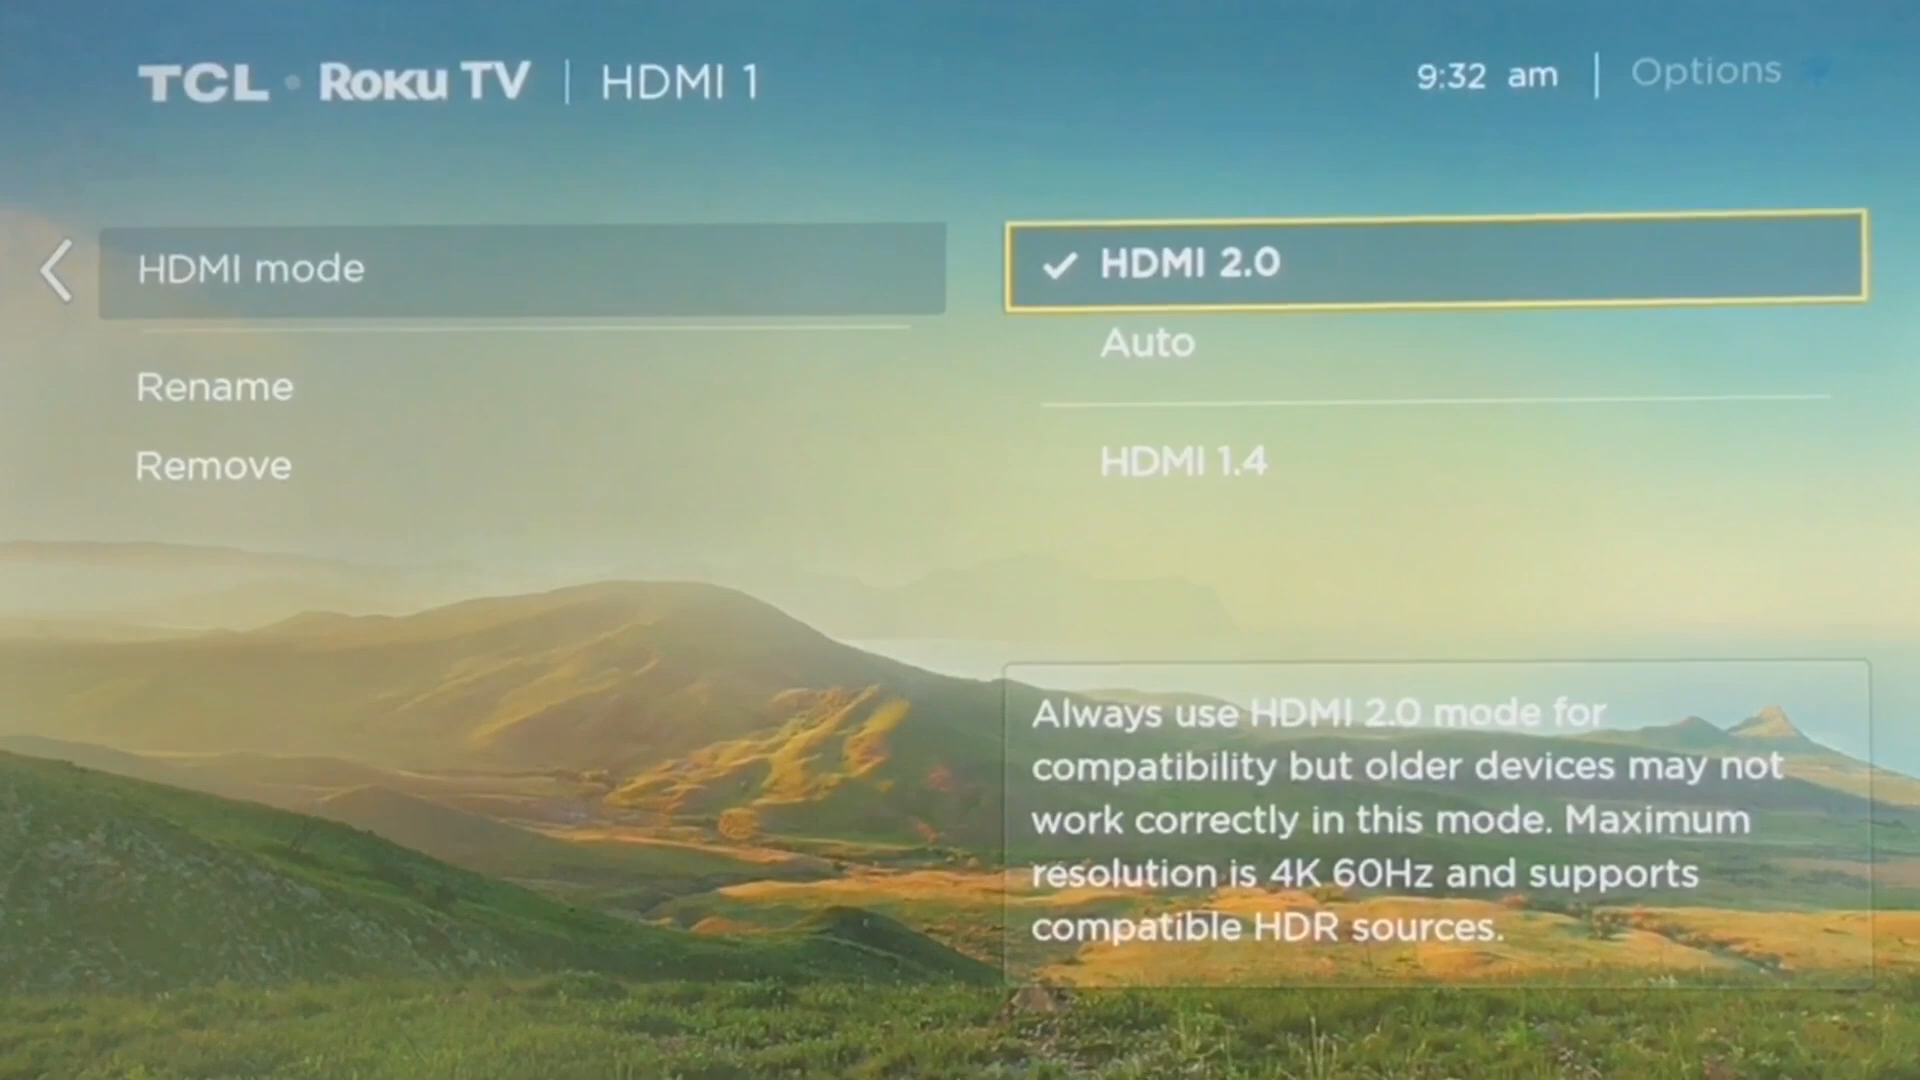 TCL • Roku TV | HDMI 1
9:32 am | Options
HDMI mode
Rename
Remove
HDMI 2.0
Auto
HDMI 1.4
Always use HDMI 2.0 mode for
compatibility but older devices may not
work correctly in this mode. Maximum
resolution is 4K 60Hz and supports
compatible HDR sources.